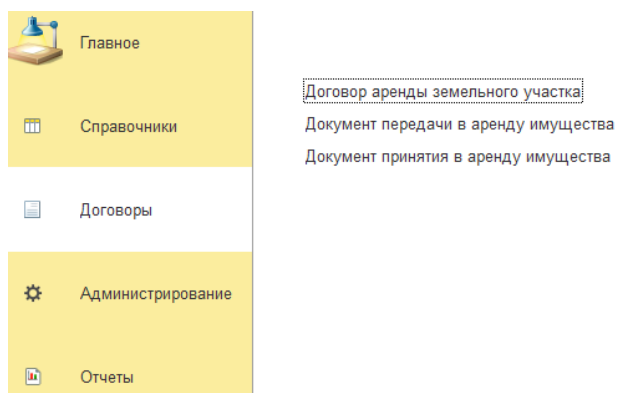 Главное
Справочники
Договоры
Администрирование
Отчеты
Договор аренды земельного участка
Документ передачи в аренду имущества
Документ принятия в аренду имущества